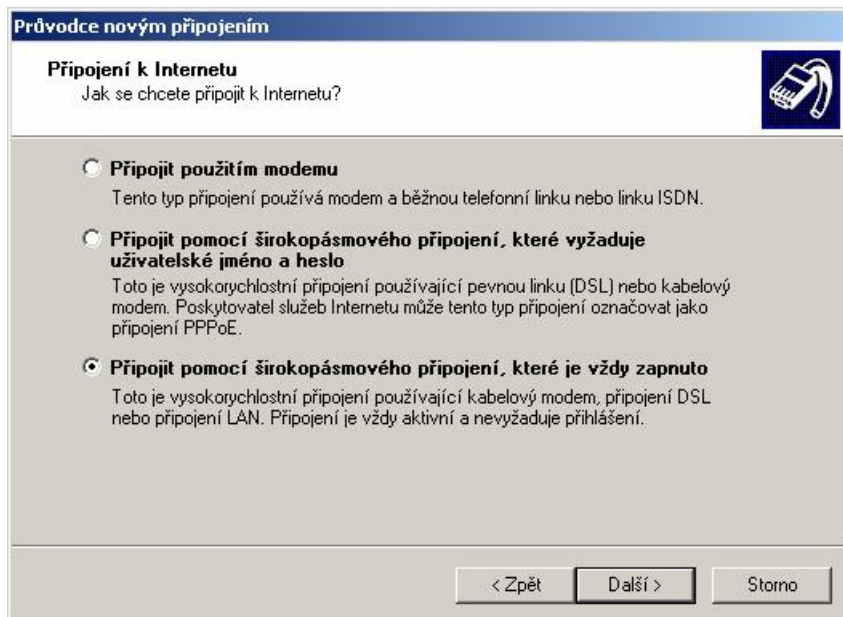 Průvodce novým připojením
Připojení k Internetu
Jak se chcete připojit k Internetu?
Připojit použitím modemu
Tento typ připojení používá modem a běžnou telefonní linku nebo linku ISDN.
Připojit pomocí širokopásmového připojení, které vyžaduje
uživatelské jméno a heslo
Toto je vysokorychlostní připojení používající pevnou linku (DSL) nebo kabelový
modem. Poskytovatel služeb Internetu může tento typ připojení označovat jako
připojení PPPoE.
Připojit pomocí širokopásmového připojení, které je vždy zapnuto
Toto je vysokorychlostní připojení používající kabelový modem, připojení DSL
nebo připojení LAN. Připojení je vždy aktivní a nevyžaduje přihlášení.
< Zpět Další > Storno